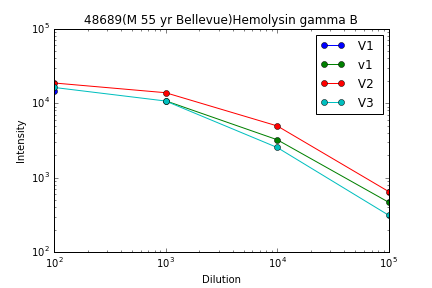 48689(M 55 yr Bellevue)Hemolysin gamma B
10^5
10^4
10^3
10^2
Intensity
V1
v1
V2
V3
10^2 10^3 10^4 10^5
Dilution